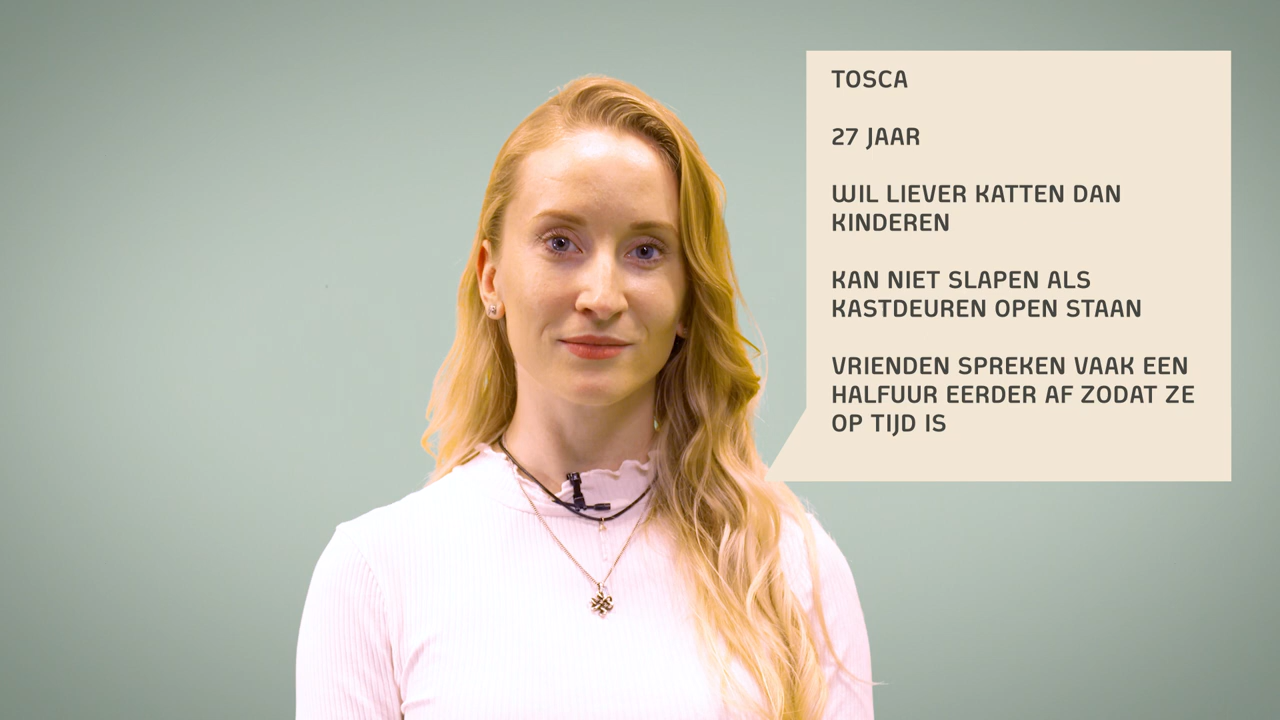 TOSCA
27 JAAR
WIL LIEVER KATTEN DAN
KINDEREN
KAN NIET SLAPEN ALS
KASTDEUREN OPEN STAAN
VRIENDEN SPREKEN VAAK EEN
HALFUUR EERDER AF ZODAT ZE
OP TIJD IS